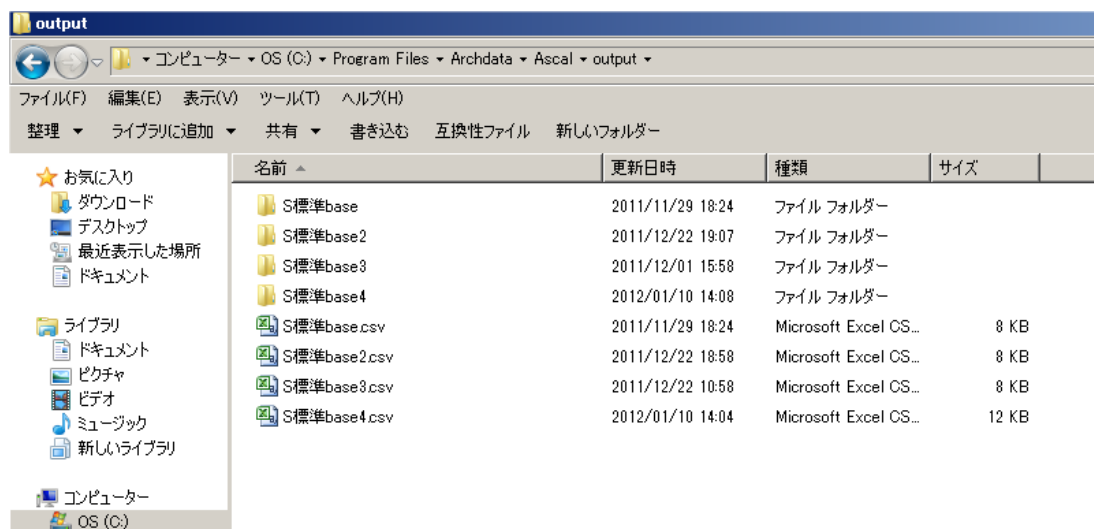 output
コンピューター ▾ OS (C:) ▾ Program Files ▾ Archdata ▾ Ascal ▾ output ▾
ファイル(F) 編集(E) 表示(V) ツール(T) ヘルプ(H)
整理 ▼ ライブラリに追加 ▼ 共有 ▼ 書き込む 互換性ファイル 新しいフォルダー
お気に入り
ダウンロード
デスクトップ
最近表示した場所
ドキュメント
ライブラリ
ドキュメント
ピクチャ
ビデオ
ミュージック
新しいライブラリ
コンピューター
OS (C:)
名前 更新日時 種類 サイズ
S標準base 2011/11/29 18:24 ファイル フォルダー
S標準base2 2011/12/22 19:07 ファイル フォルダー
S標準base3 2011/12/01 15:58 ファイル フォルダー
S標準base4 2012/01/10 14:08 ファイル フォルダー
S標準base.csv 2011/11/29 18:24 Microsoft Excel CS... 8 KB
S標準base2.csv 2011/12/22 18:58 Microsoft Excel CS... 8 KB
S標準base3.csv 2011/12/22 10:58 Microsoft Excel CS... 8 KB
S標準base4.csv 2012/01/10 14:04 Microsoft Excel CS... 12 KB